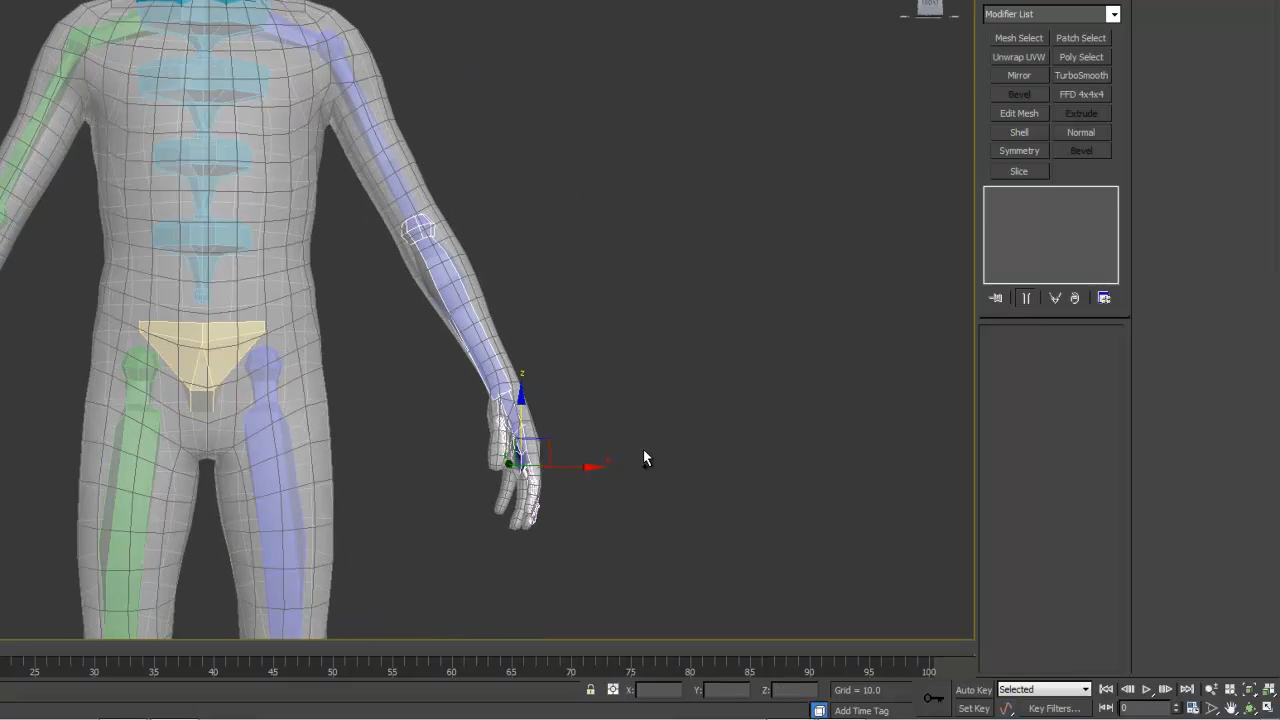 FRONT
Modifier List
Mesh Select Patch Select
Unwrap UVW Poly Select
Mirror TurboSmooth
Bevel FFD 4x4x4
Edit Mesh Extrude
Shell Normal
Symmetry Bevel
Slice
z
25 30 35 40 45 50 55 60 65 70 75 80 85 90 95 100
X: Y: Z: Grid = 10.0 Auto Key Selected
Add Time Tag Set Key Key Filters... 0